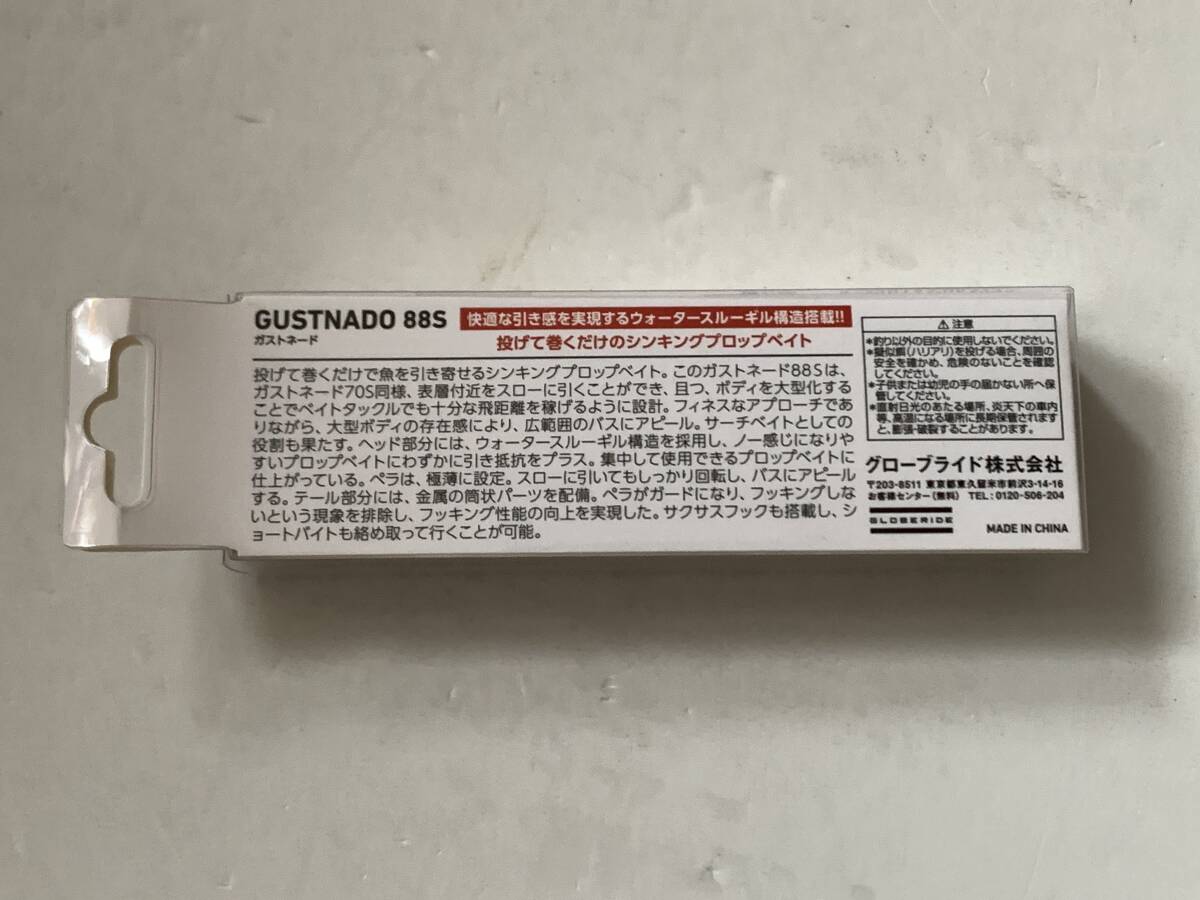 GUSTNADO 88S
ガストネード
快適な引き感を実現するウォータースルーギル構造搭載!!
投げて巻くだけのシンキングプロップベイト
投げて巻くだけで魚を引き寄せるシンキングプロップベイト。このガストネード88Sは、
ガストネード70S同様、表層付近をスローに引くことができ、且つ、ボディを大型化する
ことでベイトタックルでも十分な飛距離を稼げるように設計。フィネスなアプローチであ
りながら、大型ボディの存在感により、広範囲のバスにアピール。サーチベイトとしての
役割も果たす。ヘッド部分には、ウォータースルーギル構造を採用し、ノー感じになりや
すいプロップベイトにわずかに引き抵抗をプラス。集中して使用できるプロップベイトに
仕上がっている。ペラは、極薄に設定。スローに引いてもしっかり回転し、バスにアピール
する。テール部分には、金属の筒状パーツを配備。ペラがガードになり、フッキングしな
いという現象を排除し、フッキング性能の向上を実現した。サクサスフックも搭載し、シ
ョートバイトも絡め取って行くことが可能。
⚠注意
*釣り以外の目的に使用しないでください。
*擬似餌(ハリアリ)を投げる場合、周囲の
安全を確かめ、危険のないことを確認
してください。
*子供または幼児の手の届かない所へ保
管してください。
*直射日光のあたる場所、炎天下の車内
等、高温になる場所に長期保管されます
と、膨張・破裂することがあります。
グローブライド株式会社
〒203-8511 東京都東久留米市前沢3-14-16
お客様センター(無料) TEL:0120-506-204
GLOBERIDE
MADE IN CHINA